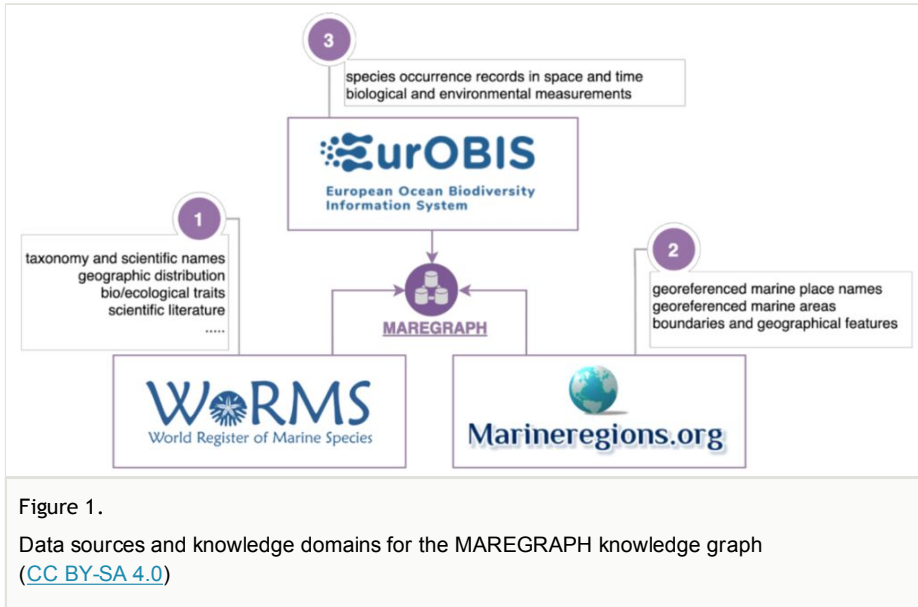 3
species occurrence records in space and time
biological and environmental measurements
EurOBIS
European Ocean Biodiversity
Information System
1
taxonomy and scientific names
geographic distribution
bio/ecological traits
scientific literature
.....
2
georeferenced marine place names
georeferenced marine areas
boundaries and geographical features
MAREGRAPH
WoRMS
World Register of Marine Species
Marineregions.org
Figure 1.
Data sources and knowledge domains for the MAREGRAPH knowledge graph
(CC BY-SA 4.0)